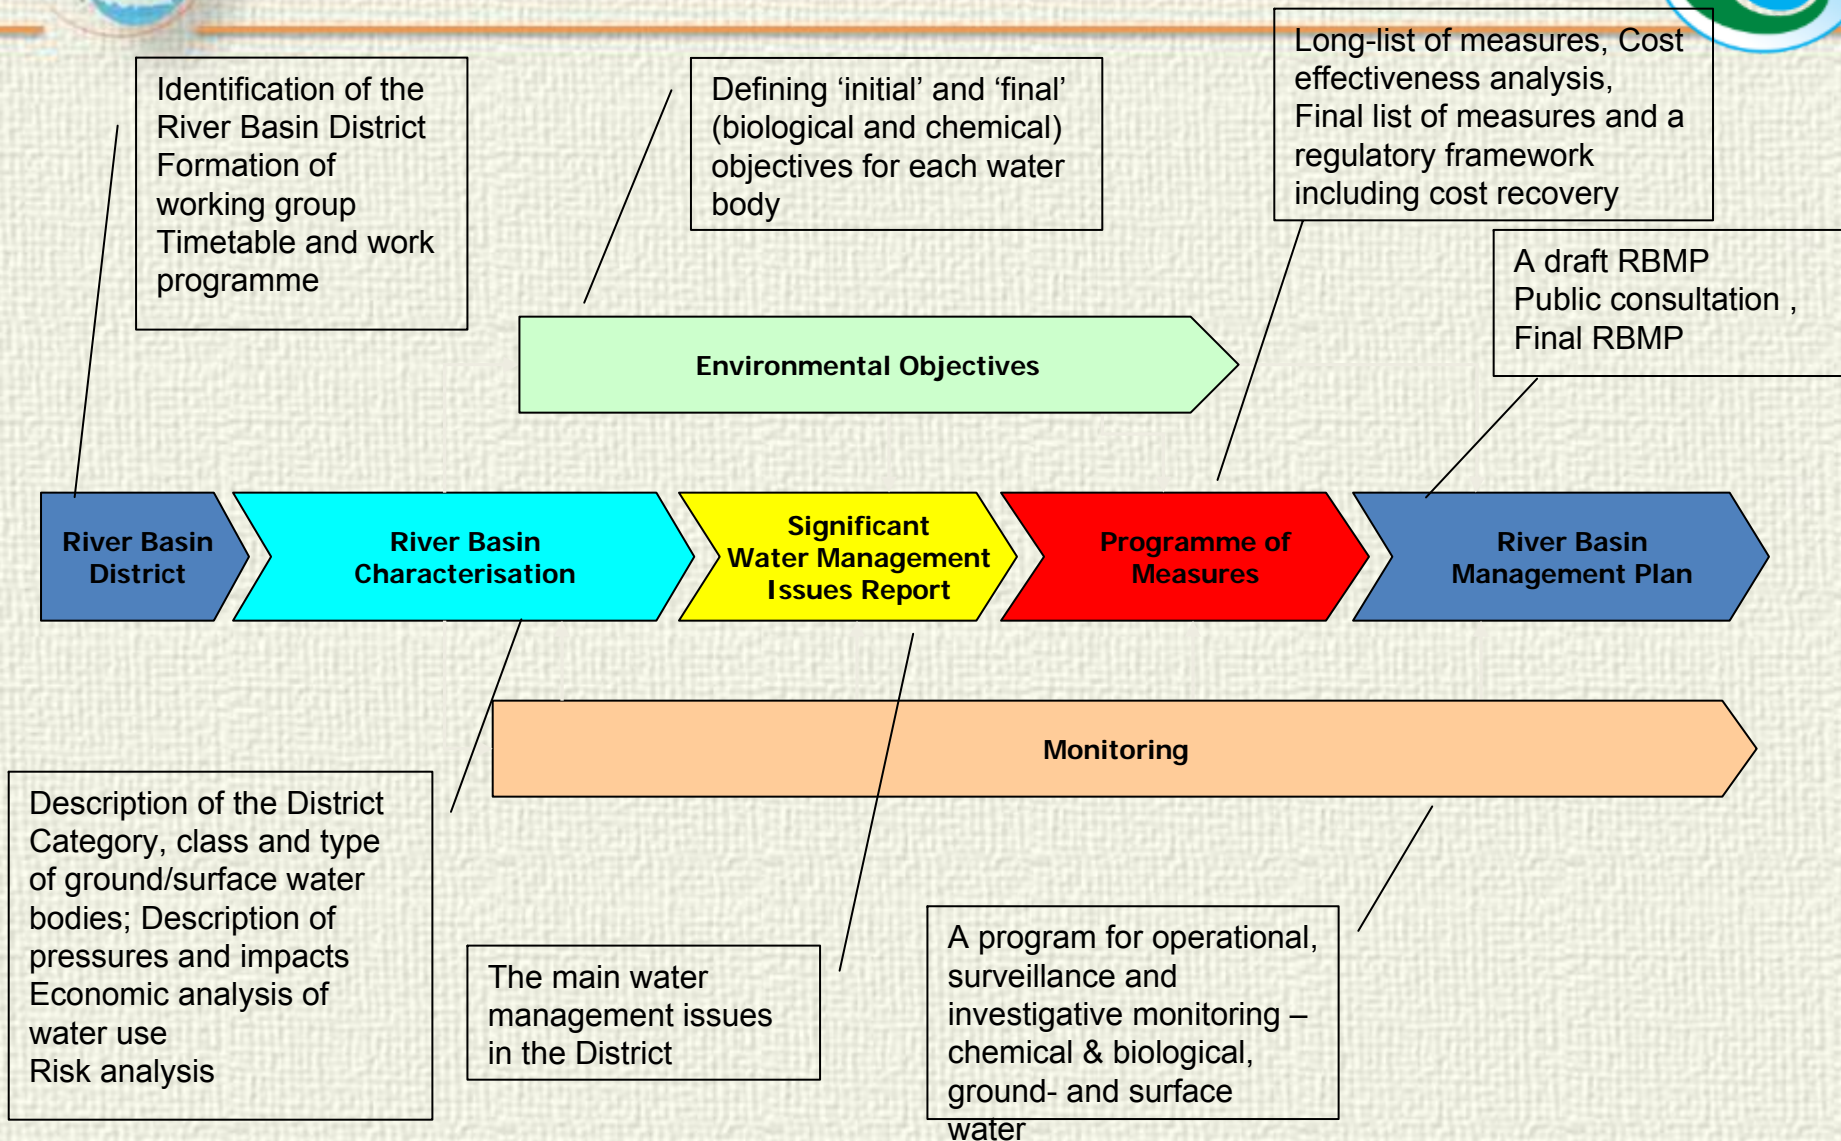 Identification of the
River Basin District
Formation of
working group
Timetable and work
programme
Defining ‘initial’ and ‘final’
(biological and chemical)
objectives for each water
body
Long-list of measures, Cost
effectiveness analysis,
Final list of measures and a
regulatory framework
including cost recovery
A draft RBMP
Public consultation ,
Final RBMP
Environmental Objectives
River Basin
District
River Basin
Characterisation
Significant
Water Management
Issues Report
Programme of
Measures
River Basin
Management Plan
Monitoring
Description of the District
Category, class and type
of ground/surface water
bodies; Description of
pressures and impacts
Economic analysis of
water use
Risk analysis
The main water
management issues
in the District
A program for operational,
surveillance and
investigative monitoring –
chemical & biological,
ground- and surface
water